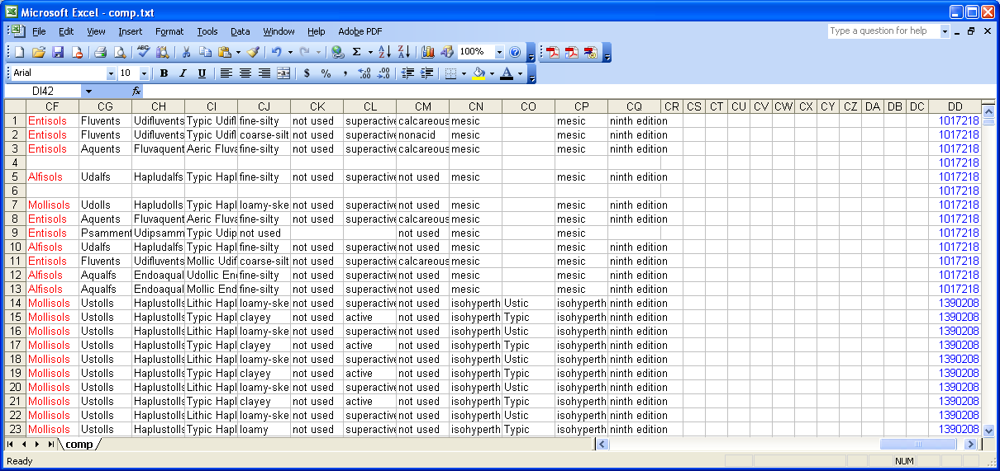 Microsoft Excel - comp.txt
File Edit View Insert Format Tools Data Window Help Adobe PDF Type a question for help
100%
Arial 10 B I U $ % ,
DI42 fx
CF CG CH CI CJ CK CL CM CN CO CP CQ CR CS CT CU CV CW CX CY CZ DA DB DC DD
1 Entisols Fluvents Udifluvents Typic Udifl fine-silty not used superactive calcareous mesic mesic ninth edition 1017218
2 Entisols Fluvents Udifluvents Typic Udifl coarse-silt not used superactive nonacid mesic mesic ninth edition 1017218
3 Entisols Aquents Fluvaquent Aeric Fluva fine-silty not used superactive calcareous mesic mesic ninth edition 1017218
4 1017218
5 Alfisols Udalfs Hapludalfs Typic Hapl fine-silty not used superactive not used mesic mesic ninth edition 1017218
6 1017218
7 Mollisols Udolls Hapludolls Typic Hapl loamy-ske not used superactive not used mesic mesic ninth edition 1017218
8 Entisols Aquents Fluvaquent Aeric Fluva fine-silty not used superactive calcareous mesic mesic ninth edition 1017218
9 Entisols Psamment Udipsamm Typic Udip not used not used mesic mesic 1017218
10 Alfisols Udalfs Hapludalfs Typic Hapl fine-silty not used superactive not used mesic mesic ninth edition 1017218
11 Entisols Fluvents Udifluvents Mollic Udif coarse-silt not used superactive calcareous mesic mesic ninth edition 1017218
12 Alfisols Aqualfs Endoaqual Udollic End fine-silty not used superactive not used mesic mesic ninth edition 1017218
13 Alfisols Aqualfs Endoaqual Mollic End fine-silty not used superactive not used mesic mesic ninth edition 1017218
14 Mollisols Ustolls Haplustolls Lithic Hapl loamy-ske not used superactive not used isohyperth Ustic isohyperth ninth edition 1390208
15 Mollisols Ustolls Haplustolls Typic Hapl clayey not used active not used isohyperth Typic isohyperth ninth edition 1390208
16 Mollisols Ustolls Haplustolls Lithic Hapl loamy-ske not used superactive not used isohyperth Ustic isohyperth ninth edition 1390208
17 Mollisols Ustolls Haplustolls Typic Hapl clayey not used active not used isohyperth Typic isohyperth ninth edition 1390208
18 Mollisols Ustolls Haplustolls Lithic Hapl loamy-ske not used superactive not used isohyperth Ustic isohyperth ninth edition 1390208
19 Mollisols Ustolls Haplustolls Typic Hapl clayey not used active not used isohyperth Typic isohyperth ninth edition 1390208
20 Mollisols Ustolls Haplustolls Lithic Hapl loamy-ske not used superactive not used isohyperth Ustic isohyperth ninth edition 1390208
21 Mollisols Ustolls Haplustolls Typic Hapl clayey not used active not used isohyperth Typic isohyperth ninth edition 1390208
22 Mollisols Ustolls Haplustolls Lithic Hapl loamy-ske not used superactive not used isohyperth Ustic isohyperth ninth edition 1390208
23 Mollisols Ustolls Haplustolls Typic Hapl loamy not used superactive not used isohyperth Typic isohyperth ninth edition 1390208
comp
Ready NUM